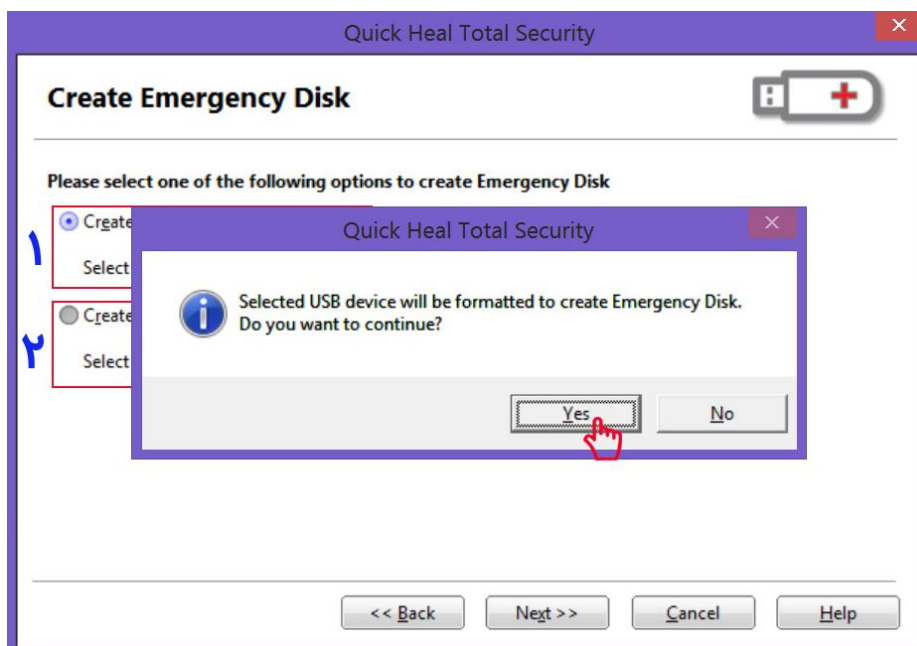 Quick Heal Total Security
Create Emergency Disk
Please select one of the following options to create Emergency Disk
۱
Create
Select
۲
Create
Select
Quick Heal Total Security
Selected USB device will be formatted to create Emergency Disk.
Do you want to continue?
Yes No
<< Back Next >> Cancel Help